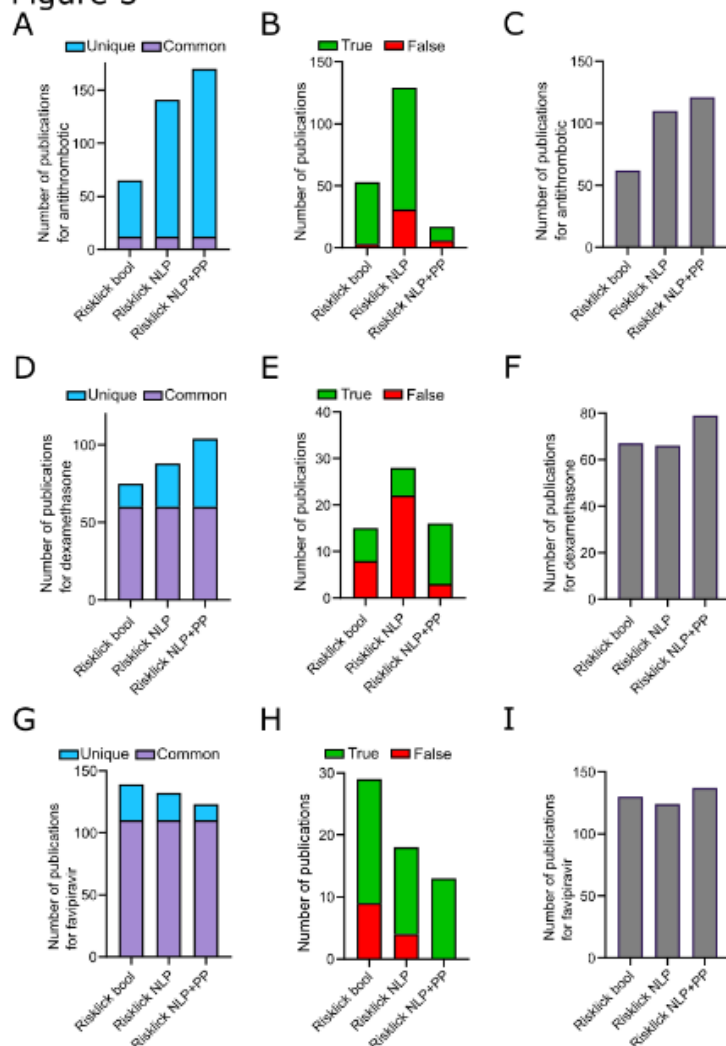 Figure 3
A
Unique Common
Number of publications
for antithrombotic
150
100
50
0
Risklick bool
Risklick NLP
Risklick NLP+PP
B
True False
Number of publications
for antithrombotic
150
100
50
0
Risklick bool
Risklick NLP
Risklick NLP+PP
C
Number of publications
for antithrombotic
150
100
50
0
Risklick bool
Risklick NLP
Risklick NLP+PP
D
Unique Common
Number of publications
for dexamethasone
100
50
0
Risklick bool
Risklick NLP
Risklick NLP+PP
E
True False
Number of publications
for dexamethasone
40
30
20
10
0
Risklick bool
Risklick NLP
Risklick NLP+PP
F
Number of publications
for dexamethasone
80
60
40
20
0
Risklick bool
Risklick NLP
Risklick NLP+PP
G
Unique Common
Number of publications
for favipiravir
150
100
50
0
Risklick bool
Risklick NLP
Risklick NLP+PP
H
True False
Number of publications
30
20
10
0
Risklick bool
Risklick NLP
Risklick NLP+PP
I
Number of publications
for favipiravir
150
100
50
0
Risklick bool
Risklick NLP
Risklick NLP+PP